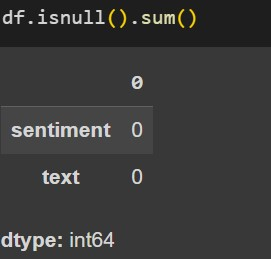 df.isnull().sum()
0
sentiment 0
text 0
dtype: int64